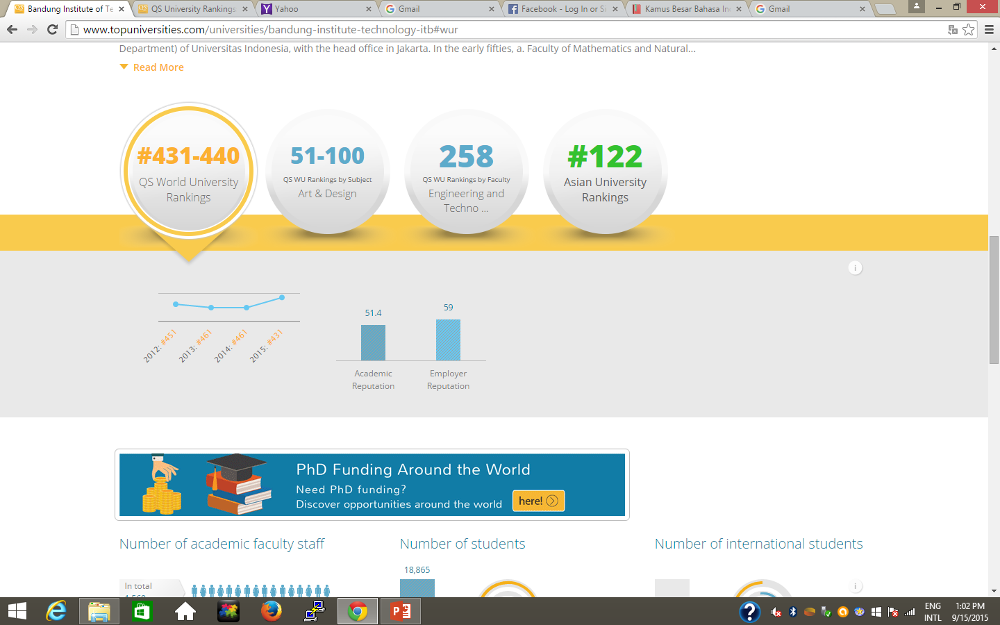 Bandung Institute of Te
QS University Rankings
Yahoo
Gmail
Facebook - Log In or Si
Kamus Besar Bahasa In
Gmail
www.topuniversities.com/universities/bandung-institute-technology-itb#wur
Department) of Universitas Indonesia, with the head office in Jakarta. In the early fifties, a. Faculty of Mathematics and Natural...
Read More
#431-440
QS World University
Rankings
51-100
QS WU Rankings by Subject
Art & Design
258
QS WU Rankings by Faculty
Engineering and
Techno ...
#122
Asian University
Rankings
i
2012: #451
2013: #461
2014: #461
2015: #431
51.4
Academic
Reputation
59
Employer
Reputation
PhD Funding Around the World
Need PhD funding?
Discover opportunities around the world
here!
Number of academic faculty staff
Number of students
Number of international students
In total
18,865
i
ENG
INTL
1:02 PM
9/15/2015